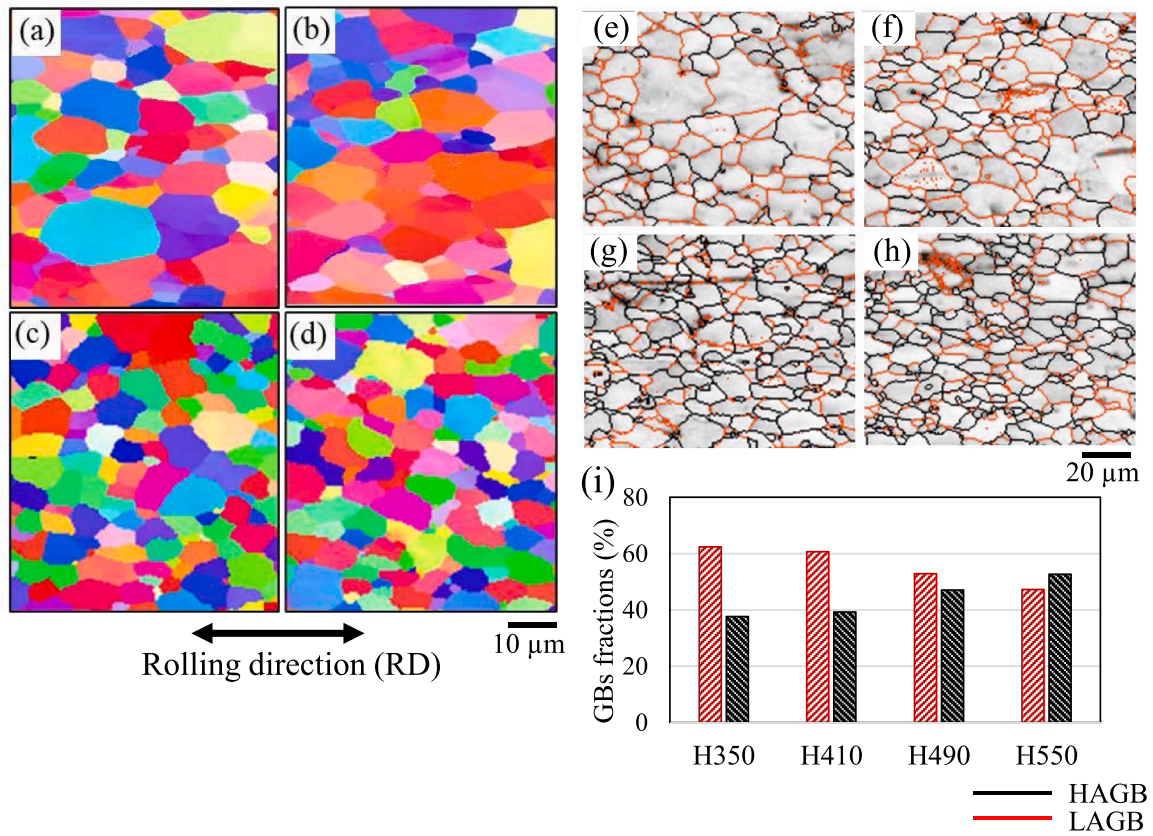 (a)
(b)
(c)
(d)
10 µm
Rolling direction (RD)
(e)
(f)
(g)
(h)
20 µm
(i)
GBs fractions (%)
80
60
40
20
0
H350 H410 H490 H550
HAGB
LAGB